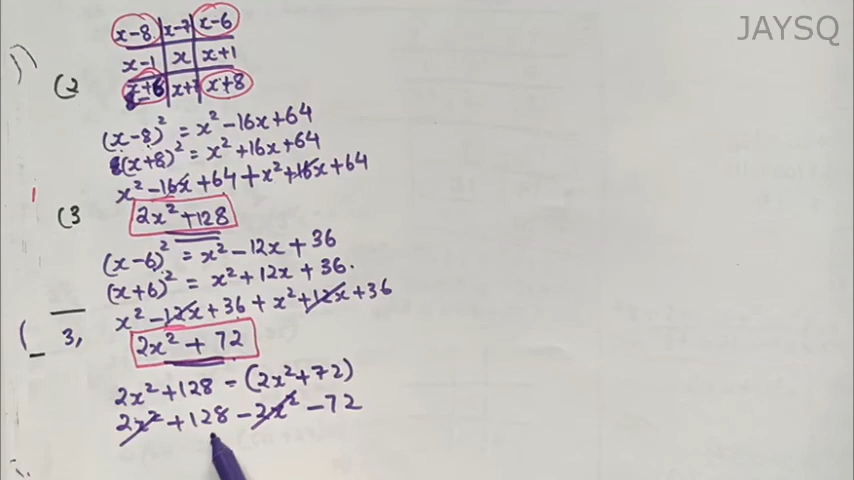 JAYSQ
x-8 x-7 x-6
x-1 x x+1
x+6 x+7 x+8
(2
(x-8)² = x² - 16x + 64
(x+8)² = x² + 16x + 64
x² - 16x + 64 + x² + 16x + 64
(3
2x² + 128
(x-6)² = x² - 12x + 36
(x+6)² = x² + 12x + 36.
x² - 12x + 36 + x² + 12x + 36
3,
2x² + 72
2x² + 128 - (2x² + 72)
2x² + 128 - 2x² - 72